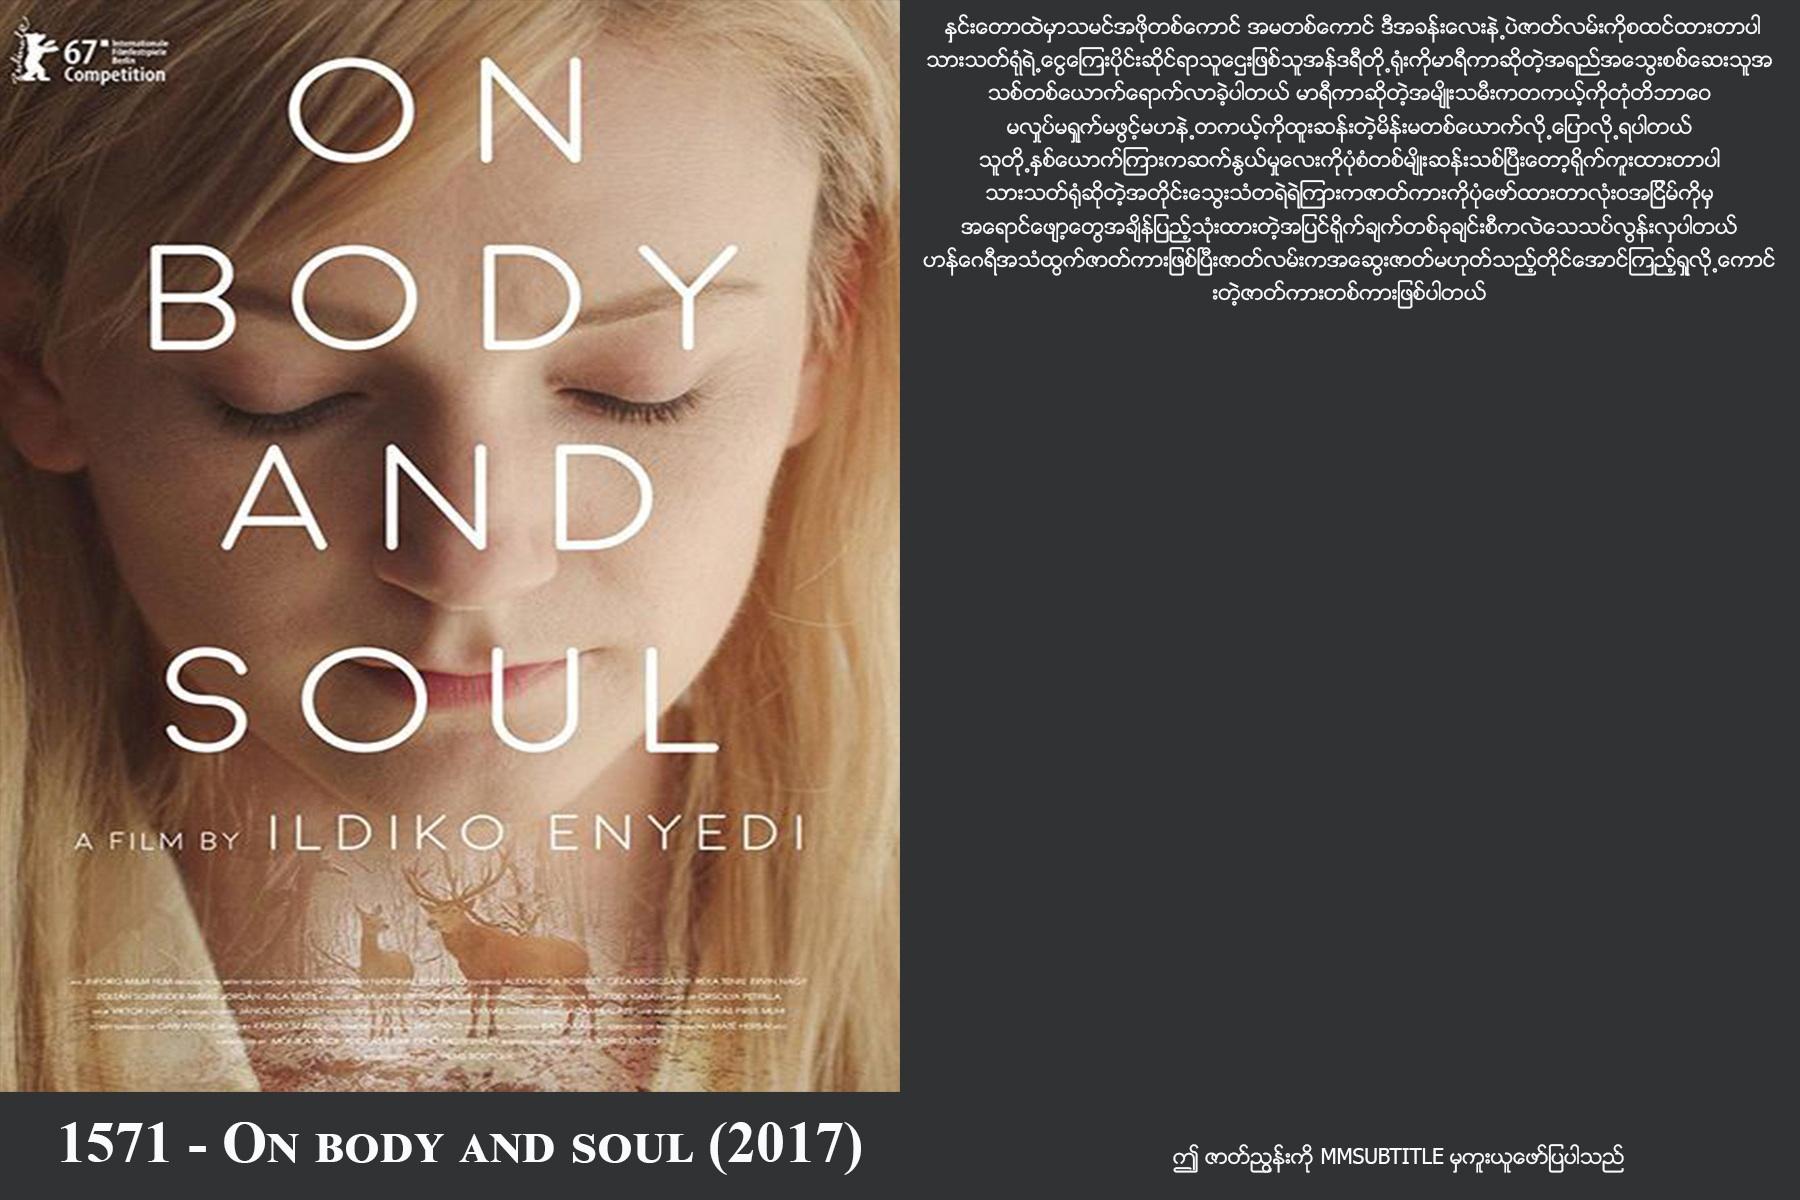 67 Internationale
Filmfestspiele
Berlin
Competition
ON
BODY
AND
SOUL
A FILM BY ILDIKO ENYEDI
1571 - On body and soul (2017)
နှင်းတောထဲမှာသမင်အဖိုတစ်ကောင် အမတစ်ကောင် ဒီအခန်းလေးနဲ့ပဲဇာတ်လမ်းကိုစထင်ထားတာပါ
သားသတ်ရုံရဲ့ငွေကြေးပိုင်းဆိုင်ရာသူဌေးဖြစ်သူအန်ဒရီတို့ရုံးကိုမာရီကာဆိုတဲ့အရည်အသွေးစစ်ဆေးသူအ
သစ်တစ်ယောက်ရောက်လာခဲ့ပါတယ် မာရီကာဆိုတဲ့အမျိုးသမီးကတကယ့်ကိုတုံတိဘာဝေ
မလှုပ်မရှုက်မဖွင့်မဟနဲ့တကယ့်ကိုထူးဆန်းတဲ့မိန်းမတစ်ယောက်လို့ပြောလို့ရပါတယ်
သူတို့နှစ်ယောက်ကြားကဆက်နွယ်မှုလေးကိုပုံစံတစ်မျိုးဆန်းသစ်ပြီးတော့ရိုက်ကူးထားတာပါ
သားသတ်ရုံဆိုတဲ့အတိုင်းသွေးသံတရဲရဲကြားကဇာတ်ကားကိုပုံဖော်ထားတာလုံးဝအငြိမ်ကိုမှ
အရောင်ဖျော့တွေအချိန်ပြည့်သုံးထားတဲ့အပြင်ရိုက်ချက်တစ်ခုချင်းစီကလဲသေသပ်လွန်းလှပါတယ်
ဟန်ဂေရီအသံထွက်ဇာတ်ကားဖြစ်ပြီးဇာတ်လမ်းကအဆွေးဇာတ်မဟုတ်သည့်တိုင်အောင်ကြည့်ရှုလို့ကောင်
းတဲ့ဇာတ်ကားတစ်ကားဖြစ်ပါတယ်
ဤ ဇာတ်ညွှန်းကို MMSUBTITLE မှကူးယူဖော်ပြပါသည်